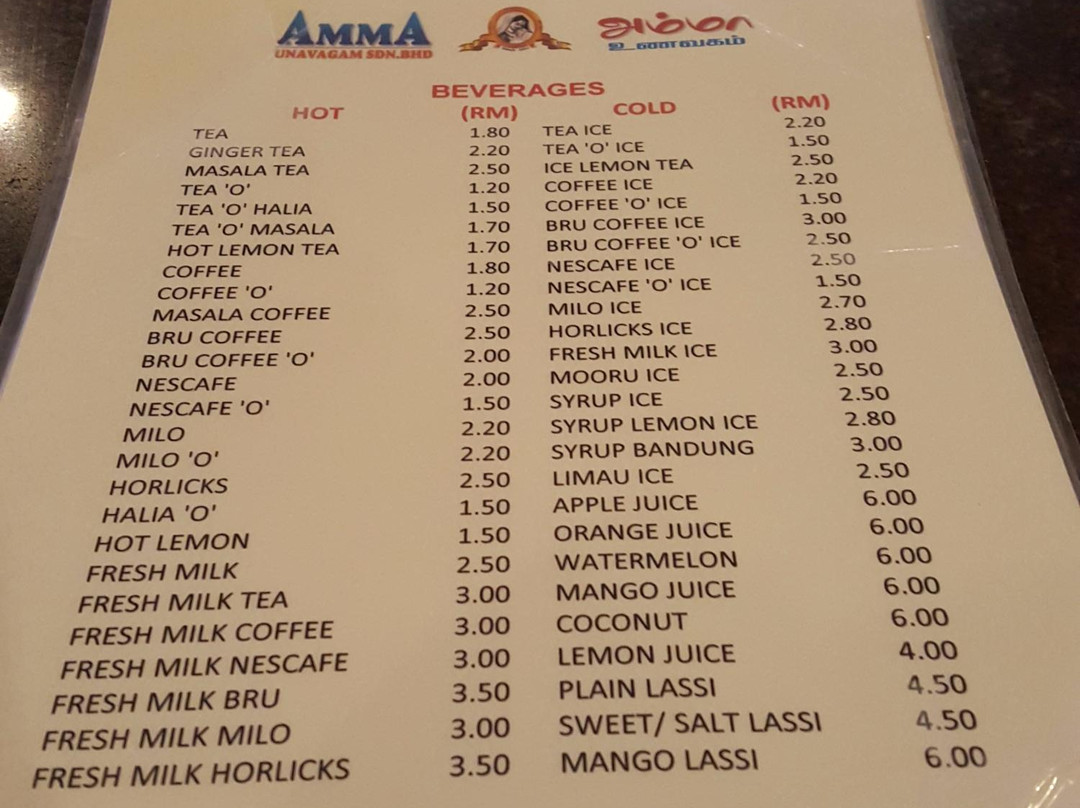 AMMA அம்மா
UNAVAGAM SDN.BHD உணவகம்
BEVERAGES
HOT (RM) COLD (RM)
TEA 1.80 TEA ICE 2.20
GINGER TEA 2.20 TEA 'O' ICE 1.50
MASALA TEA 2.50 ICE LEMON TEA 2.50
TEA 'O' 1.20 COFFEE ICE 2.20
TEA 'O' HALIA 1.50 COFFEE 'O' ICE 1.50
TEA 'O' MASALA 1.70 BRU COFFEE ICE 3.00
HOT LEMON TEA 1.70 BRU COFFEE 'O' ICE 2.50
COFFEE 1.80 NESCAFE ICE 2.50
COFFEE 'O' 1.20 NESCAFE 'O' ICE 1.50
MASALA COFFEE 2.50 MILO ICE 2.70
BRU COFFEE 2.50 HORLICKS ICE 2.80
BRU COFFEE 'O' 2.00 FRESH MILK ICE 3.00
NESCAFE 2.00 MOORU ICE 2.50
NESCAFE 'O' 1.50 SYRUP ICE 2.50
MILO 2.20 SYRUP LEMON ICE 2.80
MILO 'O' 2.20 SYRUP BANDUNG 3.00
HORLICKS 2.50 LIMAU ICE 2.50
HALIA 'O' 1.50 APPLE JUICE 6.00
HOT LEMON 1.50 ORANGE JUICE 6.00
FRESH MILK 2.50 WATERMELON 6.00
FRESH MILK TEA 3.00 MANGO JUICE 6.00
FRESH MILK COFFEE 3.00 COCONUT 6.00
FRESH MILK NESCAFE 3.00 LEMON JUICE 4.00
FRESH MILK BRU 3.50 PLAIN LASSI 4.50
FRESH MILK MILO 3.00 SWEET/ SALT LASSI 4.50
FRESH MILK HORLICKS 3.50 MANGO LASSI 6.00